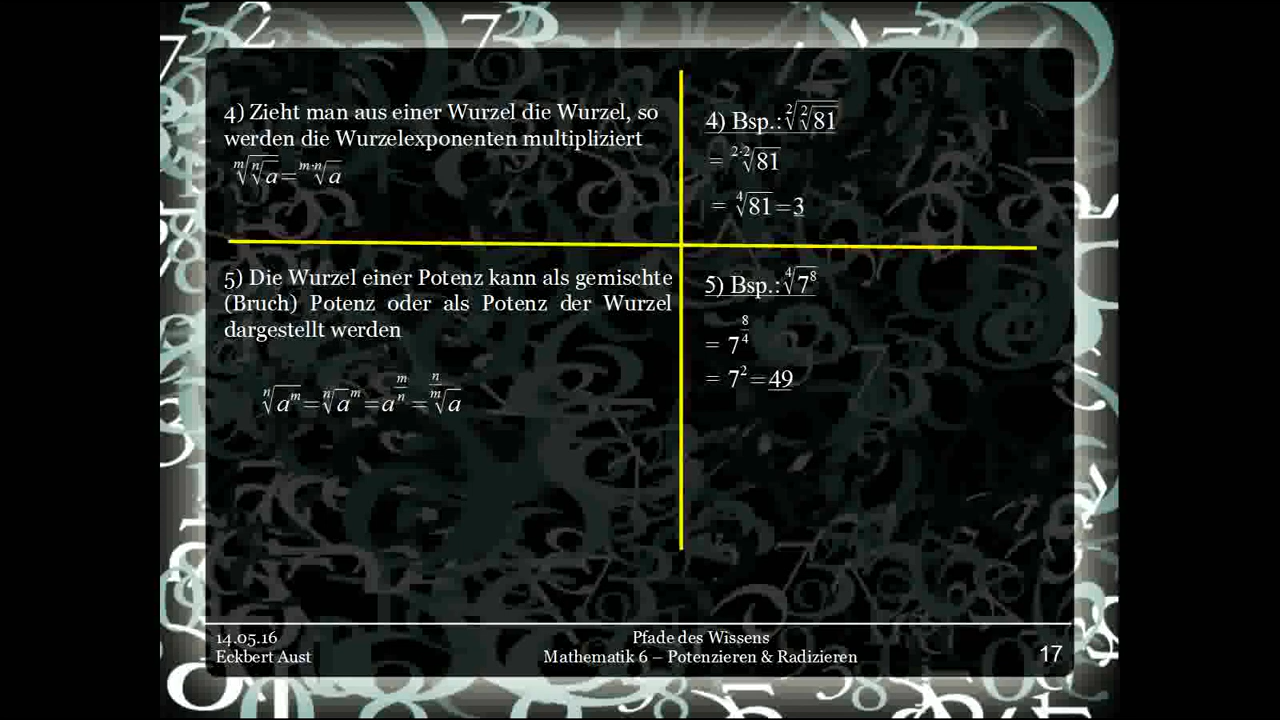 4) Zieht man aus einer Wurzel die Wurzel, so
werden die Wurzelexponenten multipliziert
ᵐ√(ⁿ√a) = ᵐ·ⁿ√a
4) Bsp.: ²√(²√81)
= ²·²√81
= ⁴√81 = 3
5) Die Wurzel einer Potenz kann als gemischte
(Bruch) Potenz oder als Potenz der Wurzel
dargestellt werden
ⁿ√(aᵐ) = ⁿ√a ᵐ = a^(m/n) = ^(n/m)√a
5) Bsp.: ⁴√(7⁸)
= 7^(8/4)
= 7² = 49
14.05.16
Eckbert Aust
Pfade des Wissens
Mathematik 6 – Potenzieren & Radizieren
17